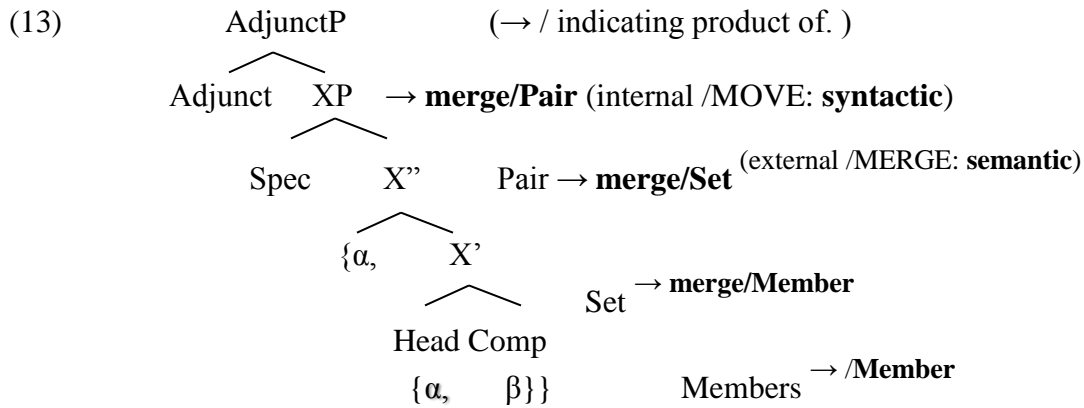 (13) AdjunctP (→ / indicating product of. )
Adjunct XP → merge/Pair (internal /MOVE: syntactic)
Spec X” Pair → merge/Set (external /MERGE: semantic)
{α, X’
Set → merge/Member
Head Comp
{α, β}} Members → /Member